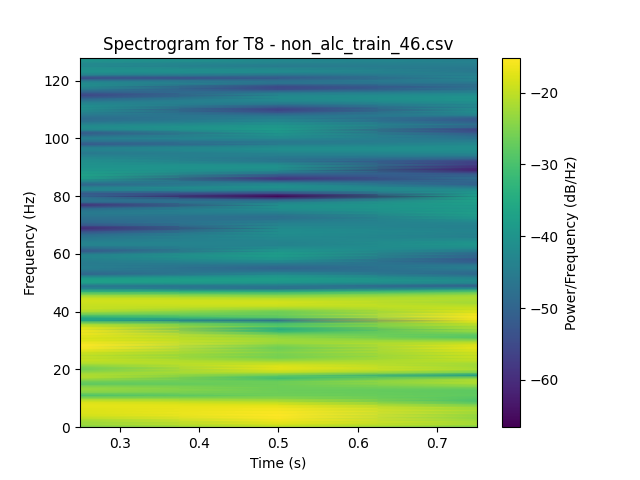 Spectrogram for T8 - non_alc_train_46.csv
120
100
80
60
40
20
0
Frequency (Hz)
0.3 0.4 0.5 0.6 0.7
Time (s)
−20
−30
−40
−50
−60
Power/Frequency (dB/Hz)